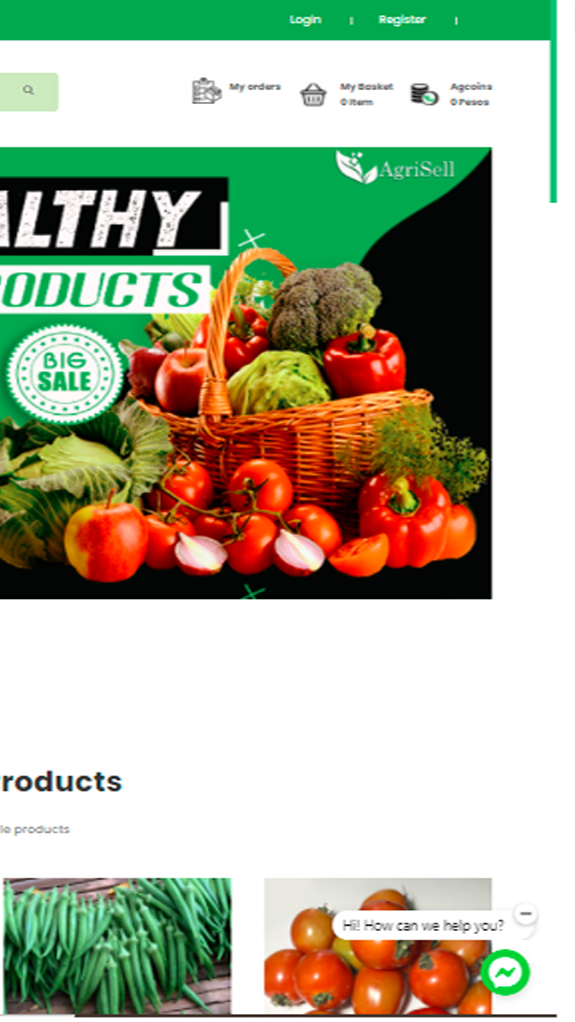 Login | Register |
My orders
My Basket
0 Item
Agcoins
0 Pesos
AgriSell
ALTHY
ODUCTS
BIG
SALE
roducts
le products
Hi! How can we help you?